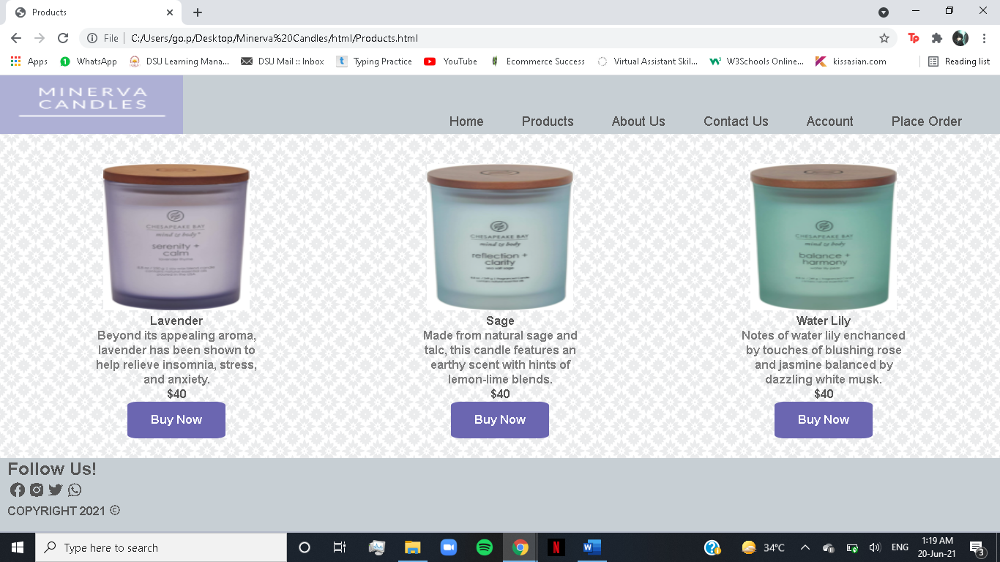 Products
File
C:/Users/go.p/Desktop/Minerva%20Candles/html/Products.html
Apps
WhatsApp
DSU Learning Mana...
DSU Mail :: Inbox
Typing Practice
YouTube
Ecommerce Success
Virtual Assistant Skil...
W3Schools Online...
kissasian.com
Reading list
MINERVA
CANDLES
Home
Products
About Us
Contact Us
Account
Place Order
CHESAPEAKE BAY
mind & body
serenity +
calm
CHESAPEAKE BAY
mind & body
reflection +
clarity
sea salt sage
CHESAPEAKE BAY
mind & body
balance +
harmony
Lavender
Beyond its appealing aroma,
lavender has been shown to
help relieve insomnia, stress,
and anxiety.
$40
Buy Now
Sage
Made from natural sage and
talc, this candle features an
earthy scent with hints of
lemon-lime blends.
$40
Buy Now
Water Lily
Notes of water lily enchanced
by touches of blushing rose
and jasmine balanced by
dazzling white musk.
$40
Buy Now
Follow Us!
COPYRIGHT 2021 ©
Type here to search
34°C
ENG
1:19 AM
20-Jun-21
3